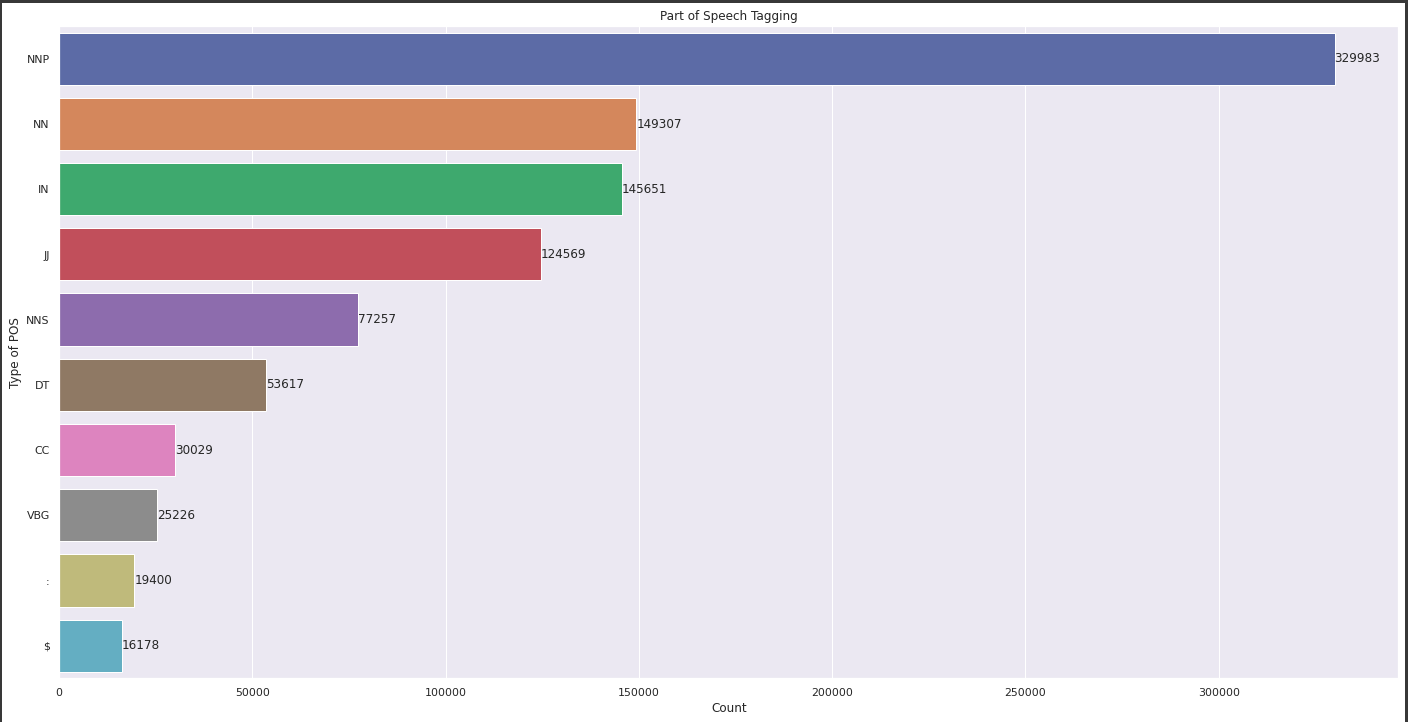 Part of Speech Tagging
Type of POS
NNP 329983
NN 149307
IN 145651
JJ 124569
NNS 77257
DT 53617
CC 30029
VBG 25226
: 19400
$ 16178
0 50000 100000 150000 200000 250000 300000
Count